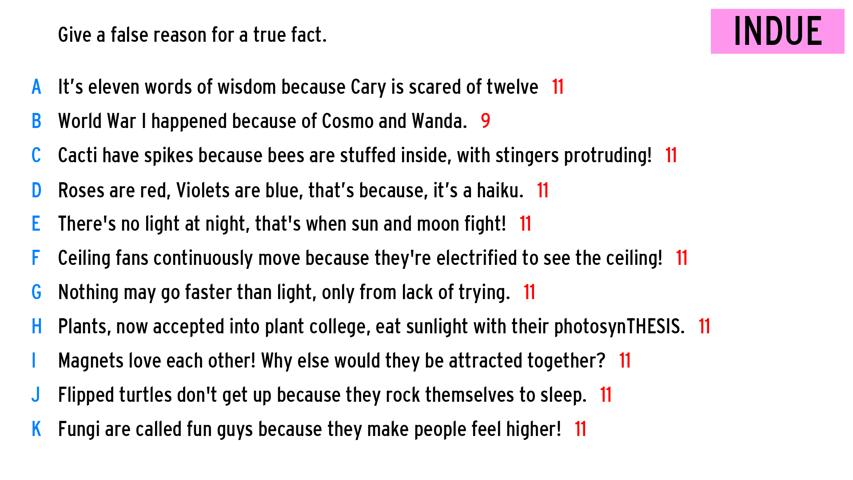 Give a false reason for a true fact.
INDUE
A It's eleven words of wisdom because Cary is scared of twelve 11
B World War I happened because of Cosmo and Wanda. 9
C Cacti have spikes because bees are stuffed inside, with stingers protruding! 11
D Roses are red, Violets are blue, that's because, it's a haiku. 11
E There's no light at night, that's when sun and moon fight! 11
F Ceiling fans continuously move because they're electrified to see the ceiling! 11
G Nothing may go faster than light, only from lack of trying. 11
H Plants, now accepted into plant college, eat sunlight with their photosynTHESIS. 11
I Magnets love each other! Why else would they be attracted together? 11
J Flipped turtles don't get up because they rock themselves to sleep. 11
K Fungi are called fun guys because they make people feel higher! 11